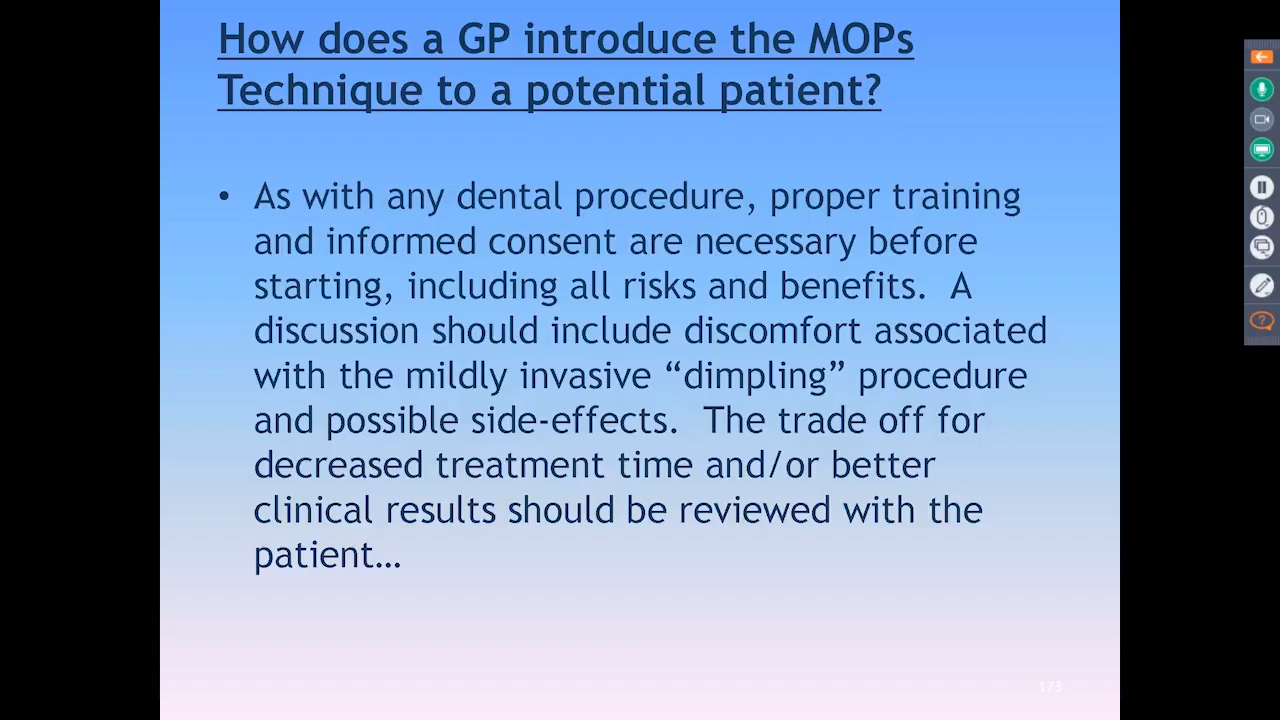 How does a GP introduce the MOPs
Technique to a potential patient?
• As with any dental procedure, proper training
and informed consent are necessary before
starting, including all risks and benefits.  A
discussion should include discomfort associated
with the mildly invasive “dimpling” procedure
and possible side-effects.  The trade off for
decreased treatment time and/or better
clinical results should be reviewed with the
patient…
173